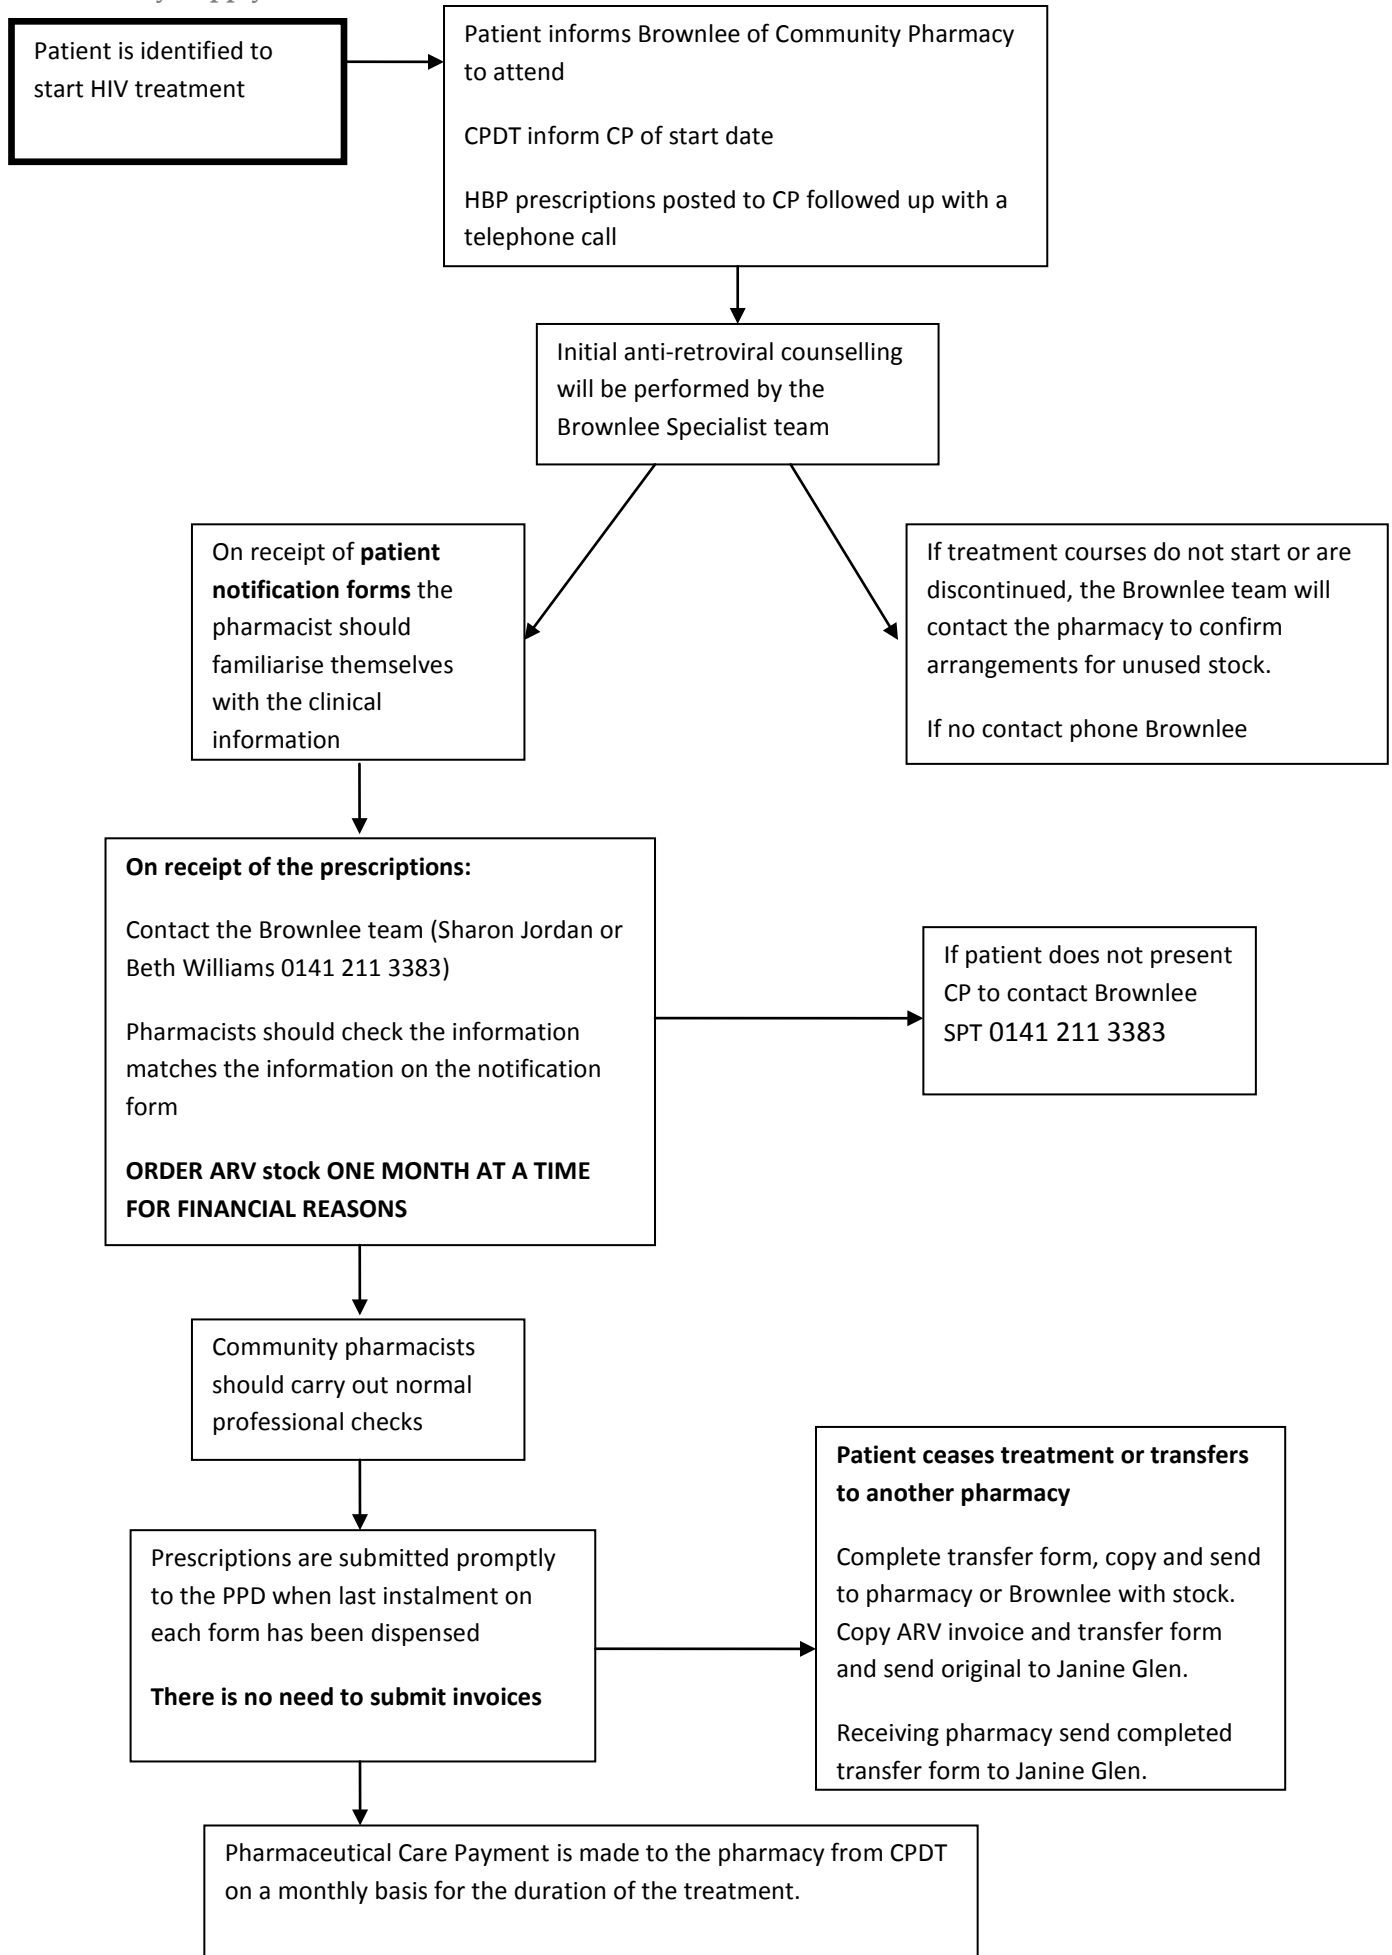 Patient is identified to
start HIV treatment
Patient informs Brownlee of Community Pharmacy
to attend
CPDT inform CP of start date
HBP prescriptions posted to CP followed up with a
telephone call
Initial anti-retroviral counselling
will be performed by the
Brownlee Specialist team
On receipt of patient
notification forms the
pharmacist should
familiarise themselves
with the clinical
information
If treatment courses do not start or are
discontinued, the Brownlee team will
contact the pharmacy to confirm
arrangements for unused stock.
If no contact phone Brownlee
On receipt of the prescriptions:
Contact the Brownlee team (Sharon Jordan or
Beth Williams 0141 211 3383)
Pharmacists should check the information
matches the information on the notification
form
ORDER ARV stock ONE MONTH AT A TIME
FOR FINANCIAL REASONS
If patient does not present
CP to contact Brownlee
SPT 0141 211 3383
Community pharmacists
should carry out normal
professional checks
Prescriptions are submitted promptly
to the PPD when last instalment on
each form has been dispensed
There is no need to submit invoices
Patient ceases treatment or transfers
to another pharmacy
Complete transfer form, copy and send
to pharmacy or Brownlee with stock.
Copy ARV invoice and transfer form
and send original to Janine Glen.
Receiving pharmacy send completed
transfer form to Janine Glen.
Pharmaceutical Care Payment is made to the pharmacy from CPDT
on a monthly basis for the duration of the treatment.